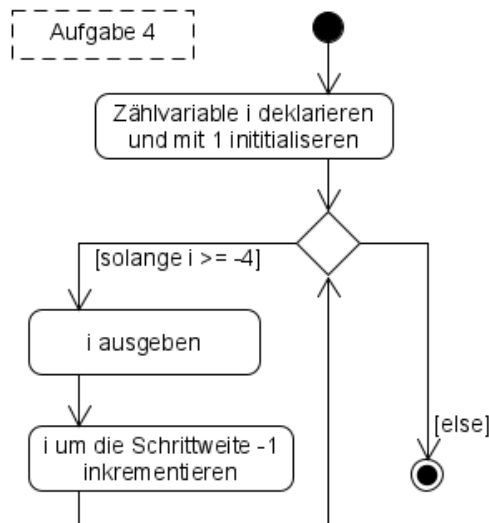 Aufgabe 4
Zählvariable i deklarieren
und mit 1 inititialiseren
[solange i >= -4]
i ausgeben
[else]
i um die Schrittweite -1
inkrementieren